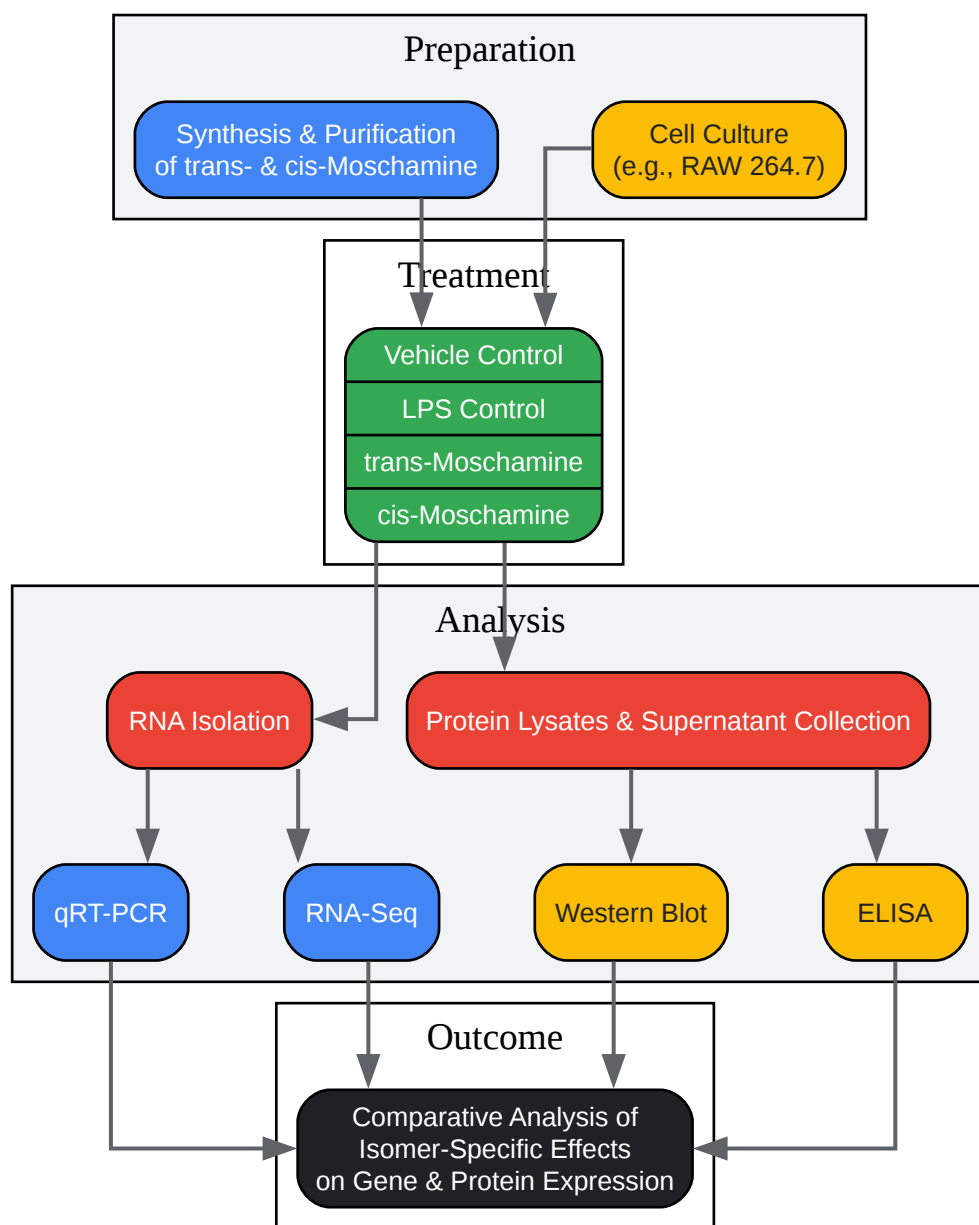 Preparation
Synthesis & Purification
of trans- & cis-Moschamine
Cell Culture
(e.g., RAW 264.7)
Treatment
Vehicle Control
LPS Control
trans-Moschamine
cis-Moschamine
Analysis
RNA Isolation
Protein Lysates & Supernatant Collection
qRT-PCR
RNA-Seq
Western Blot
ELISA
Outcome
Comparative Analysis of
Isomer-Specific Effects
on Gene & Protein Expression